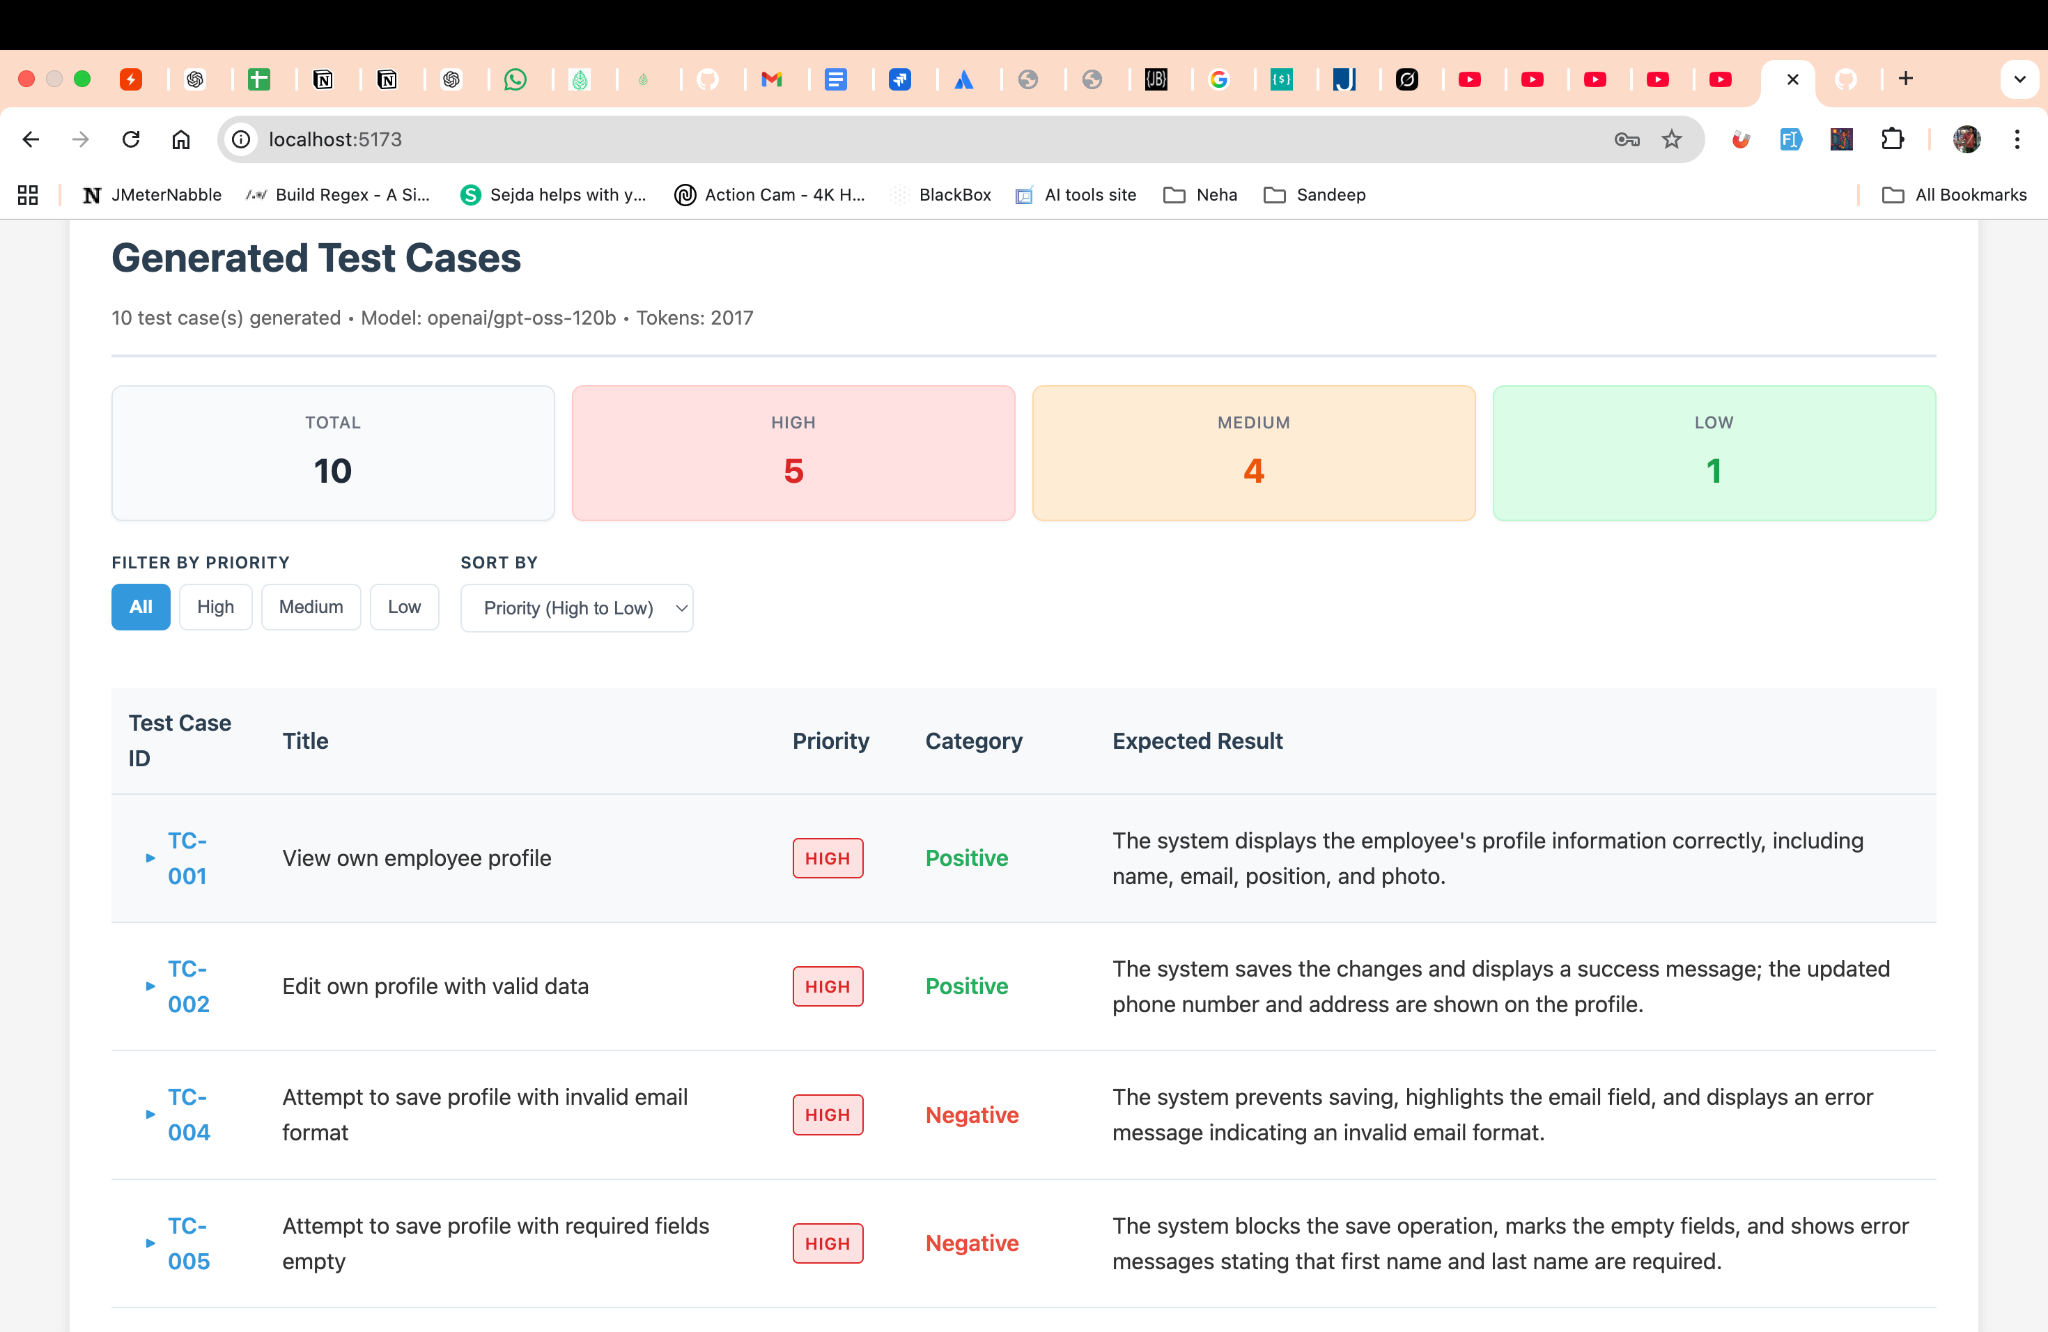 localhost:5173
JMeterNabble
Build Regex - A Si...
Sejda helps with y...
Action Cam - 4K H...
BlackBox
AI tools site
Neha
Sandeep
All Bookmarks
Generated Test Cases
10 test case(s) generated • Model: openai/gpt-oss-120b • Tokens: 2017
TOTAL
10
HIGH
5
MEDIUM
4
LOW
1
FILTER BY PRIORITY
All
High
Medium
Low
SORT BY
Priority (High to Low)
Test Case
ID
Title
Priority
Category
Expected Result
TC-
001
View own employee profile
HIGH
Positive
The system displays the employee's profile information correctly, including
name, email, position, and photo.
TC-
002
Edit own profile with valid data
HIGH
Positive
The system saves the changes and displays a success message; the updated
phone number and address are shown on the profile.
TC-
004
Attempt to save profile with invalid email
format
HIGH
Negative
The system prevents saving, highlights the email field, and displays an error
message indicating an invalid email format.
TC-
005
Attempt to save profile with required fields
empty
HIGH
Negative
The system blocks the save operation, marks the empty fields, and shows error
messages stating that first name and last name are required.